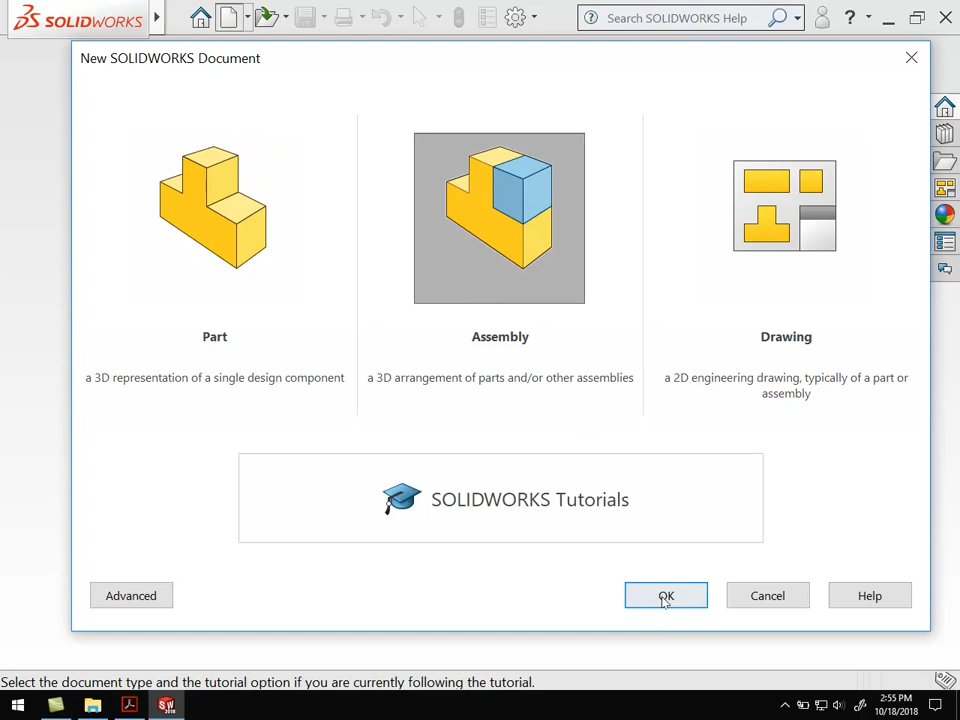 SOLIDWORKS
Search SOLIDWORKS Help
?
New SOLIDWORKS Document
Part
a 3D representation of a single design component
Assembly
a 3D arrangement of parts and/or other assemblies
Drawing
a 2D engineering drawing, typically of a part or
assembly
SOLIDWORKS Tutorials
Advanced
OK
Cancel
Help
Select the document type and the tutorial option if you are currently following the tutorial.
SW
2018
2:55 PM
10/18/2018